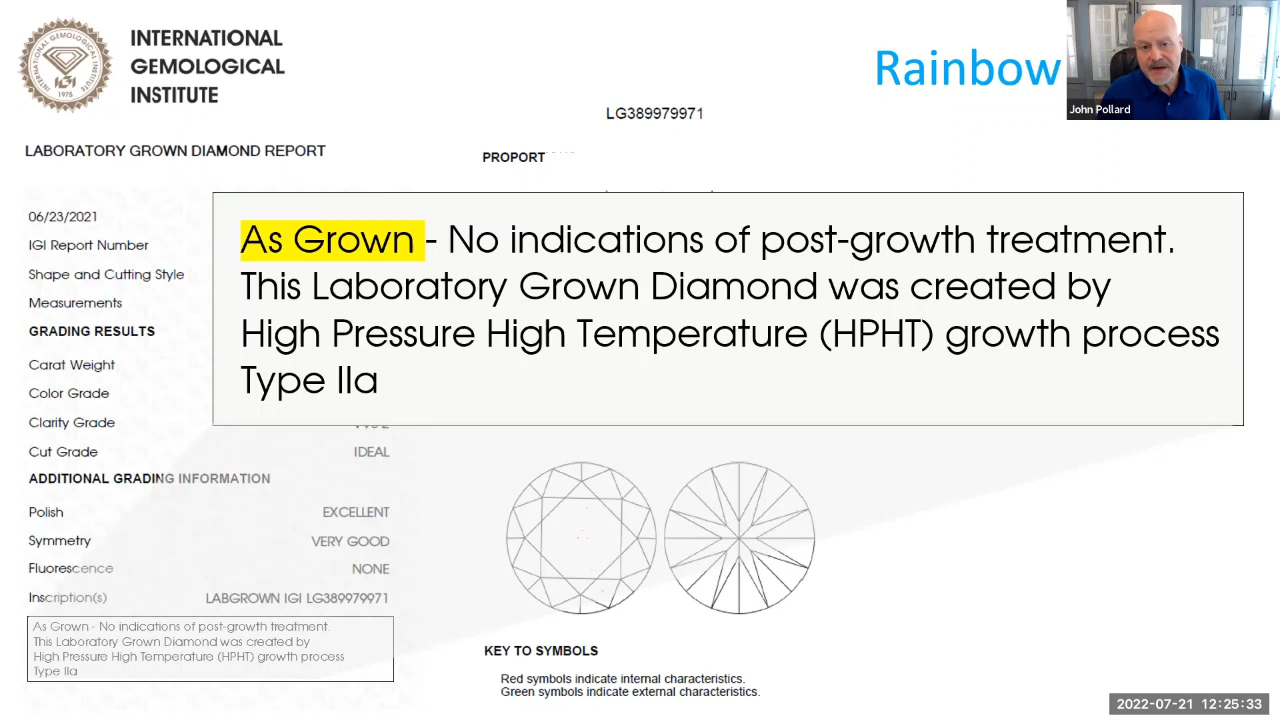 INTERNATIONAL
GEMOLOGICAL
INSTITUTE
INTERNATIONAL GEMOLOGICAL INSTITUTE
IGI
1975
Rainbow
John Pollard
LG389979971
LABORATORY GROWN DIAMOND REPORT
PROPORT
06/23/2021
IGI Report Number
Shape and Cutting Style
Measurements
GRADING RESULTS
Carat Weight
Color Grade
Clarity Grade
Cut Grade IDEAL
As Grown - No indications of post-growth treatment.
This Laboratory Grown Diamond was created by
High Pressure High Temperature (HPHT) growth process
Type IIa
ADDITIONAL GRADING INFORMATION
Polish EXCELLENT
Symmetry VERY GOOD
Fluorescence NONE
Inscription(s) LABGROWN IGI LG389979971
As Grown - No indications of post-growth treatment.
This Laboratory Grown Diamond was created by
High Pressure High Temperature (HPHT) growth process
Type IIa
KEY TO SYMBOLS
Red symbols indicate internal characteristics.
Green symbols indicate external characteristics.
2022-07-21 12:25:33